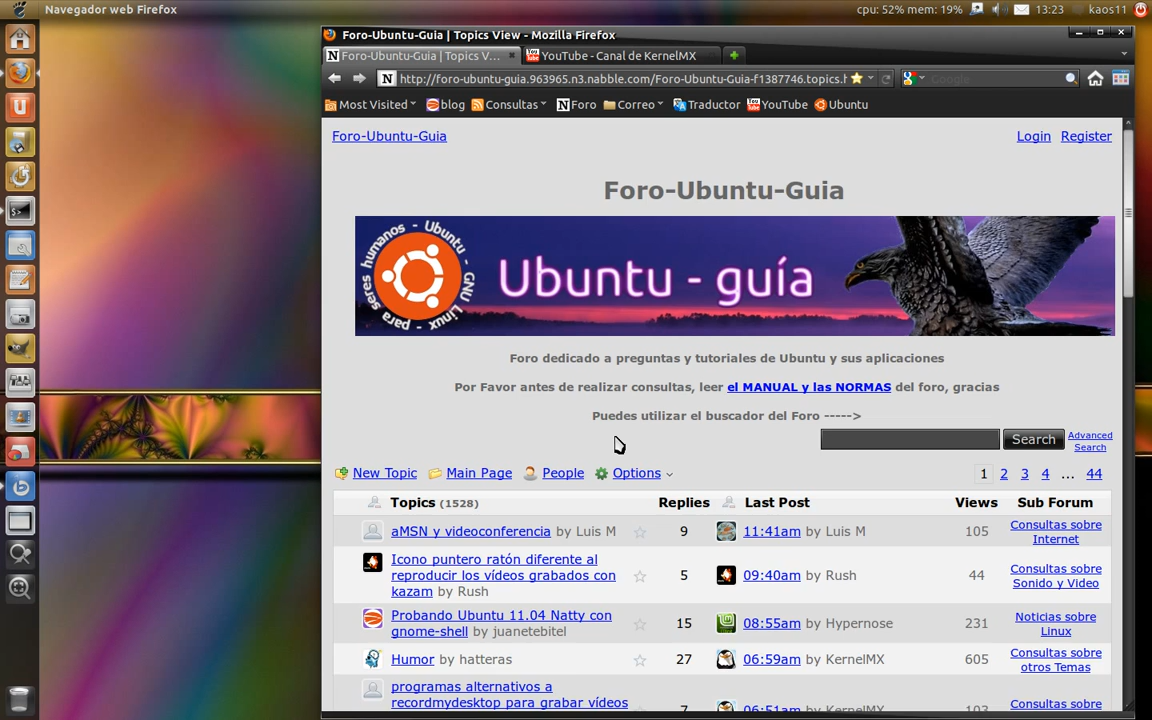 Navegador web Firefox
cpu: 52% mem: 19%
13:23
kaos11
Foro-Ubuntu-Guia | Topics View - Mozilla Firefox
Foro-Ubuntu-Guia | Topics V...
YouTube - Canal de KernelMX
http://foro-ubuntu-guia.963965.n3.nabble.com/Foro-Ubuntu-Guia-f1387746.topics.h
Google
Most Visited
blog
Consultas
Foro
Correo
Traductor
YouTube
Ubuntu
Foro-Ubuntu-Guia
Login
Register
Foro-Ubuntu-Guia
para - seres humanos - Ubuntu - GNU Linux -
Ubuntu - guía
Foro dedicado a preguntas y tutoriales de Ubuntu y sus aplicaciones
Por Favor antes de realizar consultas, leer el MANUAL y las NORMAS del foro, gracias
Puedes utilizar el buscador del Foro ----->
Search
Advanced
Search
New Topic
Main Page
People
Options
1 2 3 4 ... 44
Topics (1528)
Replies
Last Post
Views
Sub Forum
aMSN y videoconferencia by Luis M
9
11:41am by Luis M
105
Consultas sobre
Internet
Icono puntero ratón diferente al
reproducir los vídeos grabados con
kazam by Rush
5
09:40am by Rush
44
Consultas sobre
Sonido y Video
Probando Ubuntu 11.04 Natty con
gnome-shell by juanetebitel
15
08:55am by Hypernose
231
Noticias sobre
Linux
Humor by hatteras
27
06:59am by KernelMX
605
Consultas sobre
otros Temas
programas alternativos a
recordmydesktop para grabar vídeos
7
06:51am by KernelMX
103
Consultas sobre